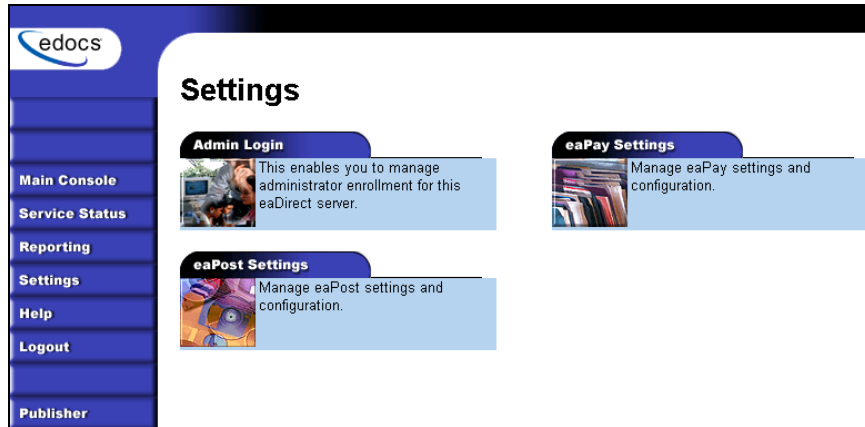 edocs
Settings
Main Console
Service Status
Reporting
Settings
Help
Logout
Publisher
Admin Login
This enables you to manage
administrator enrollment for this
eaDirect server.
eaPay Settings
Manage eaPay settings and
configuration.
eaPost Settings
Manage eaPost settings and
configuration.